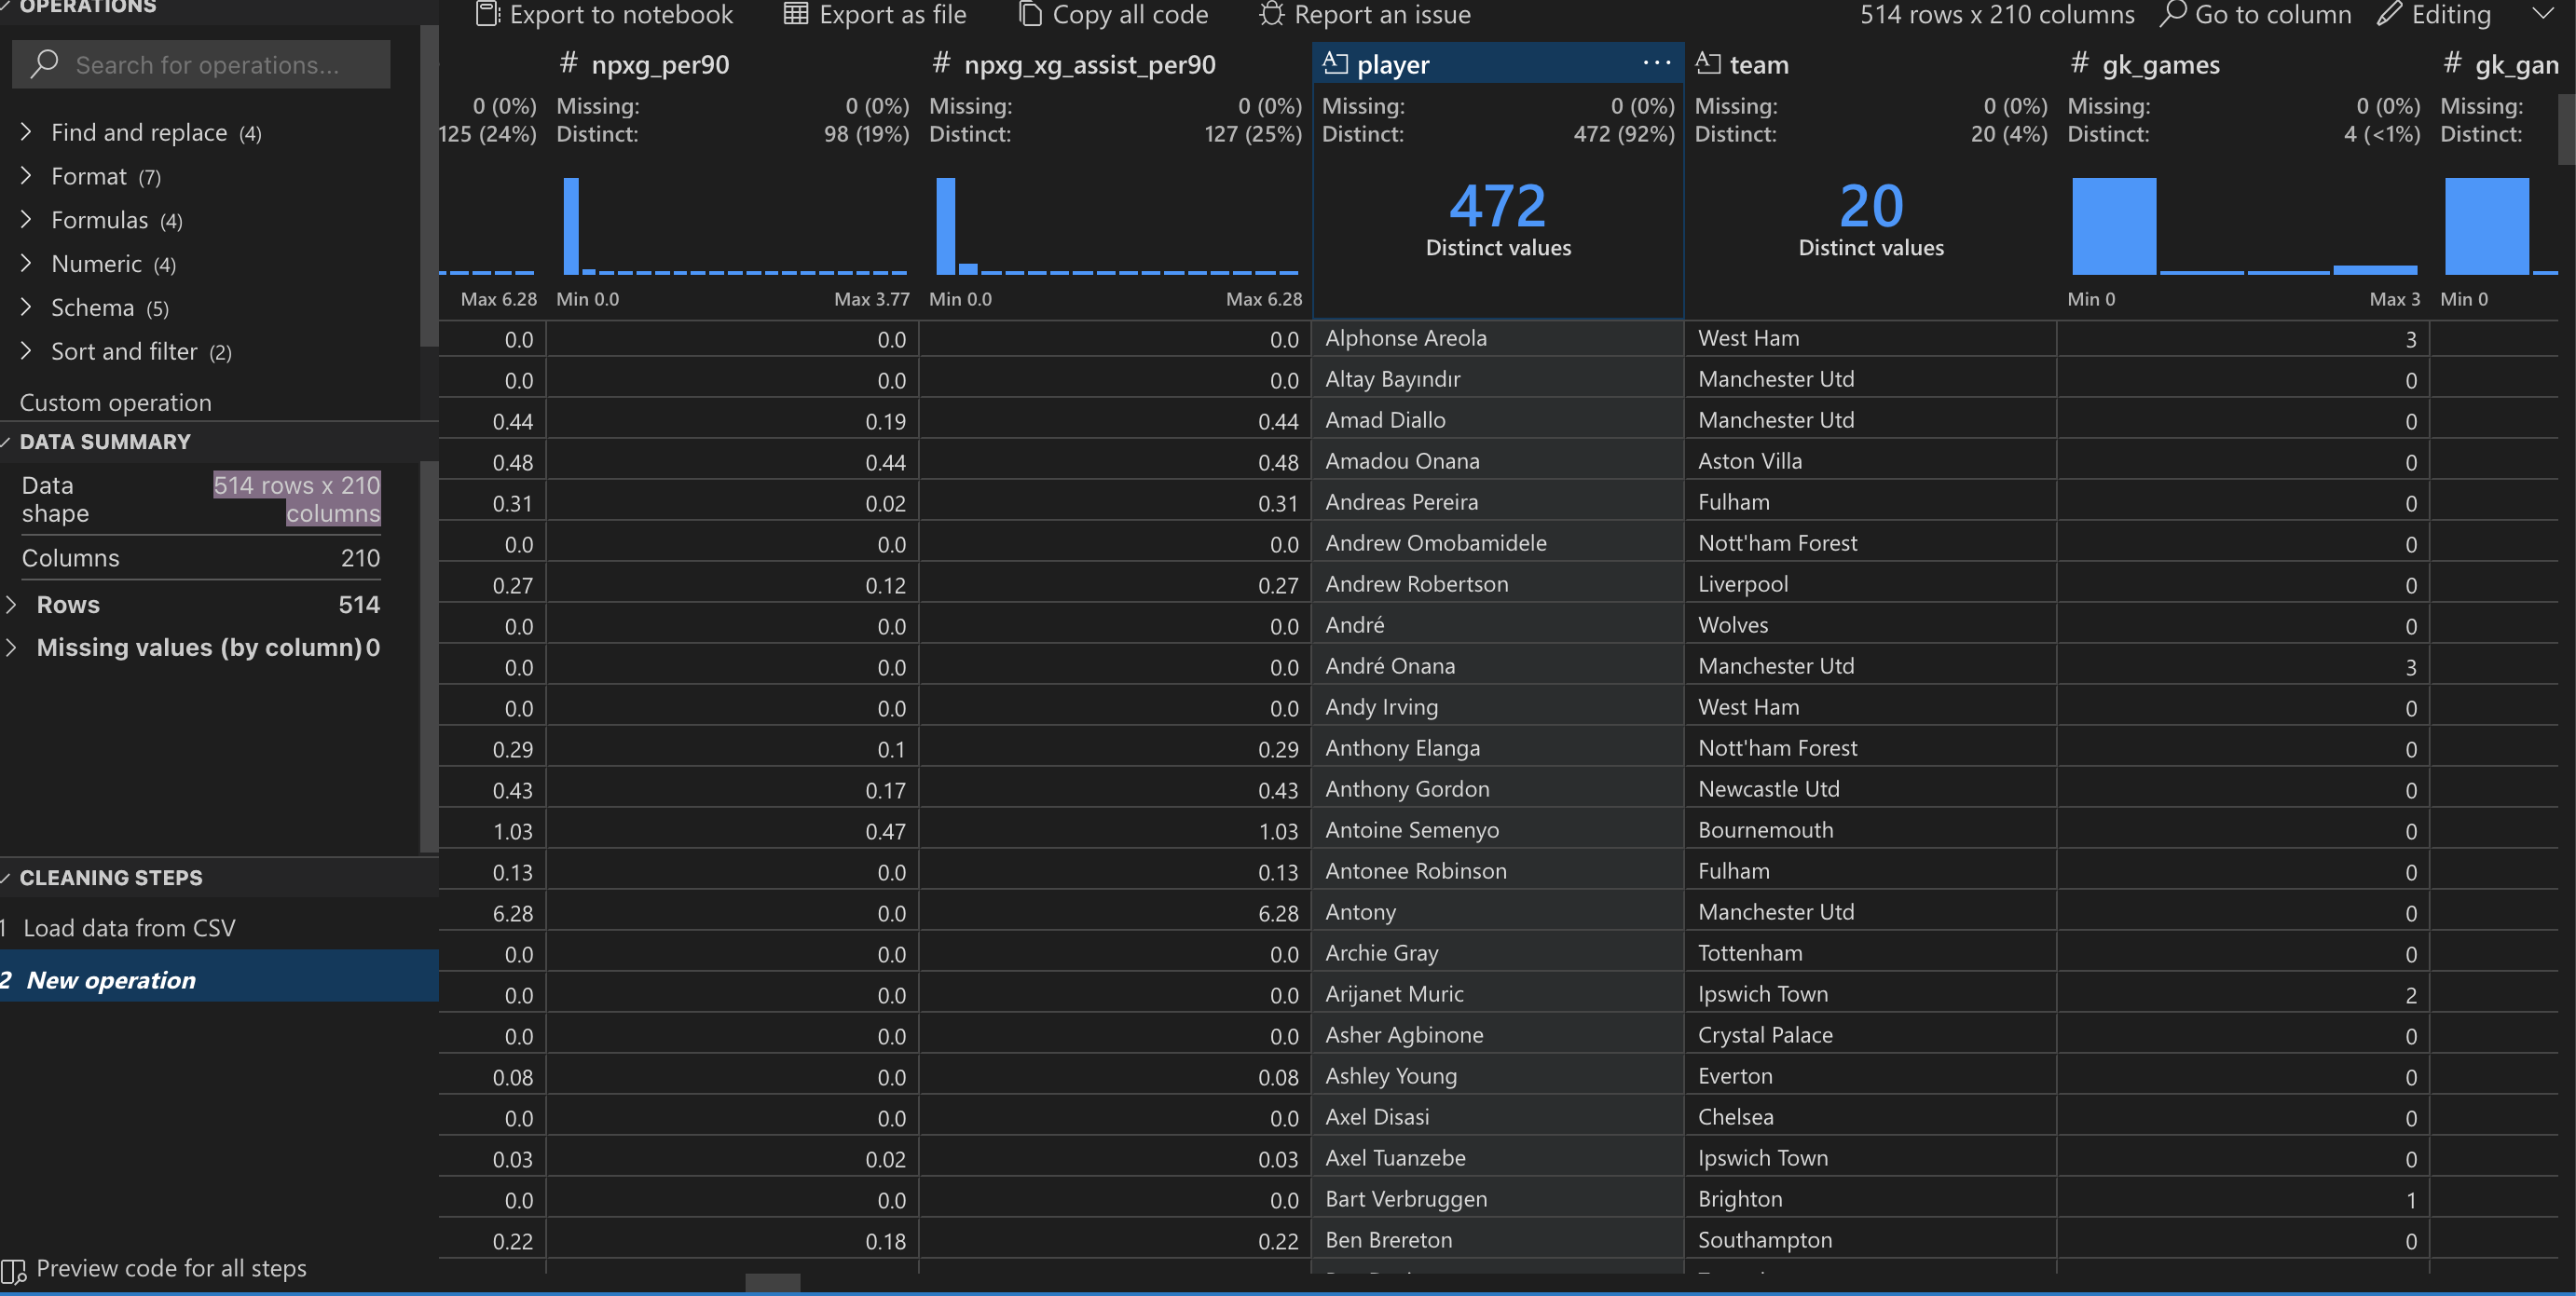 OPERATIONS
Export to notebook Export as file Copy all code Report an issue 514 rows x 210 columns Go to column Editing
Search for operations...
Find and replace (4)
Format (7)
Formulas (4)
Numeric (4)
Schema (5)
Sort and filter (2)
Custom operation
DATA SUMMARY
Data shape 514 rows x 210 columns
Columns 210
Rows 514
Missing values (by column) 0
CLEANING STEPS
1 Load data from CSV
2 New operation
Preview code for all steps
# npxg_per90 # npxg_xg_assist_per90 player ... team # gk_games # gk_gan
0 (0%) Missing: 0 (0%) Missing: 0 (0%) Missing: 0 (0%) Missing: 0 (0%) Missing: 0 (0%) Missing:
125 (24%) Distinct: 98 (19%) Distinct: 127 (25%) Distinct: 472 (92%) Distinct: 20 (4%) Distinct: 4 (<1%) Distinct:
472 20
Distinct values Distinct values
Max 6.28 Min 0.0 Max 3.77 Min 0.0 Max 6.28 Min 0 Max 3 Min 0
0.0 0.0 0.0 Alphonse Areola West Ham 3
0.0 0.0 0.0 Altay Bayındır Manchester Utd 0
0.44 0.19 0.44 Amad Diallo Manchester Utd 0
0.48 0.44 0.48 Amadou Onana Aston Villa 0
0.31 0.02 0.31 Andreas Pereira Fulham 0
0.0 0.0 0.0 Andrew Omobamidele Nott'ham Forest 0
0.27 0.12 0.27 Andrew Robertson Liverpool 0
0.0 0.0 0.0 André Wolves 0
0.0 0.0 0.0 André Onana Manchester Utd 3
0.0 0.0 0.0 Andy Irving West Ham 0
0.29 0.1 0.29 Anthony Elanga Nott'ham Forest 0
0.43 0.17 0.43 Anthony Gordon Newcastle Utd 0
1.03 0.47 1.03 Antoine Semenyo Bournemouth 0
0.13 0.0 0.13 Antonee Robinson Fulham 0
6.28 0.0 6.28 Antony Manchester Utd 0
0.0 0.0 0.0 Archie Gray Tottenham 0
0.0 0.0 0.0 Arijanet Muric Ipswich Town 2
0.0 0.0 0.0 Asher Agbinone Crystal Palace 0
0.08 0.0 0.08 Ashley Young Everton 0
0.0 0.0 0.0 Axel Disasi Chelsea 0
0.03 0.02 0.03 Axel Tuanzebe Ipswich Town 0
0.0 0.0 0.0 Bart Verbruggen Brighton 1
0.22 0.18 0.22 Ben Brereton Southampton 0